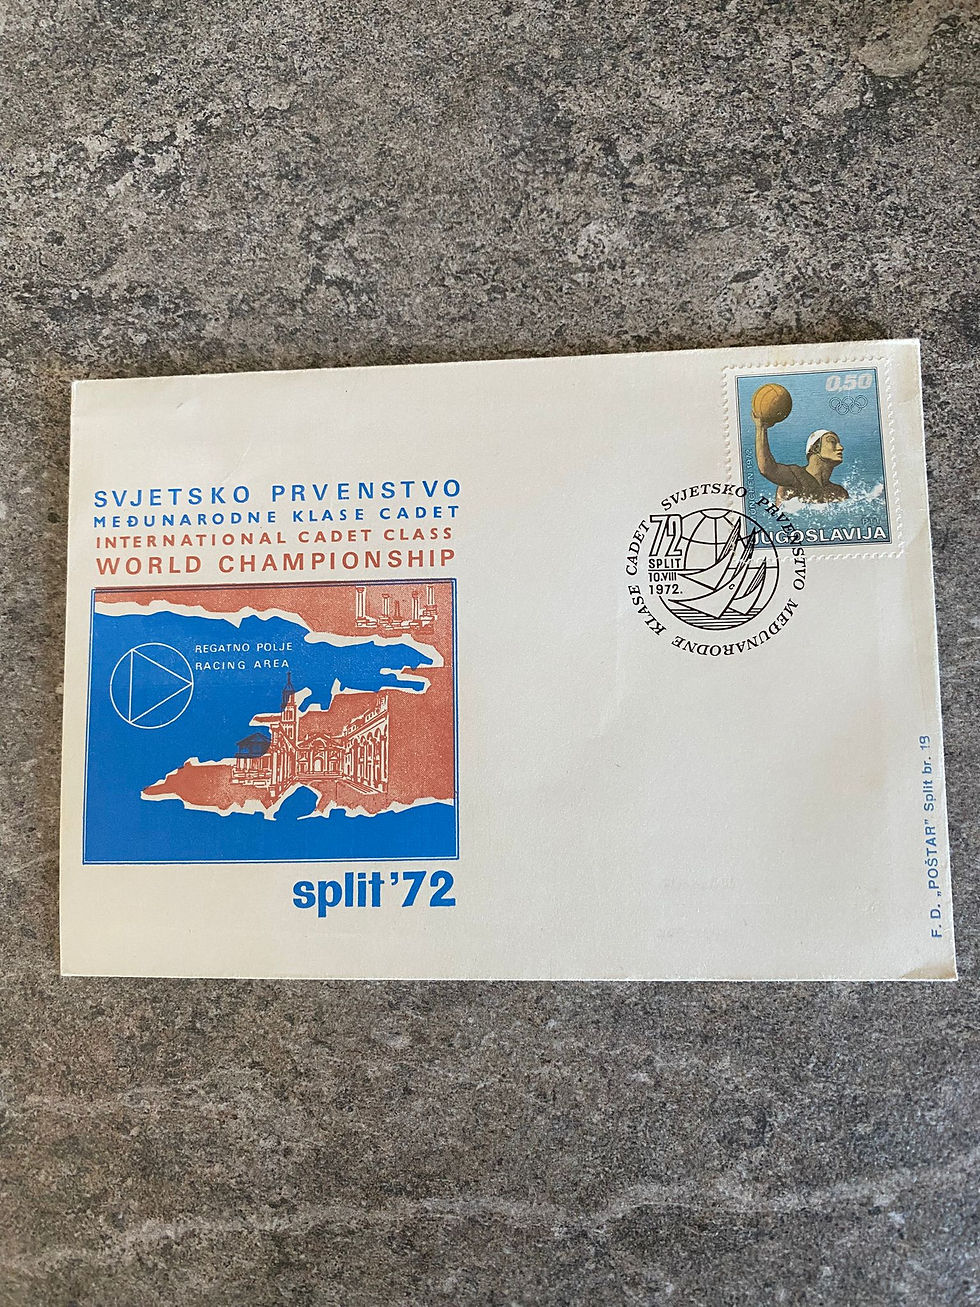 SVJETSKO PRVENSTVO
MEĐUNARODNE KLASE CADET
INTERNATIONAL CADET CLASS
WORLD CHAMPIONSHIP
REGATNO POLJE
RACING AREA
split '72
0,50
JUGOSLAVIJA
SVJETSKO PRVENSTVO MEĐUNARODNE KLASE CADET
72
SPLIT
10.VIII
1972.
F. D. „POŠTAR" Split br. 19